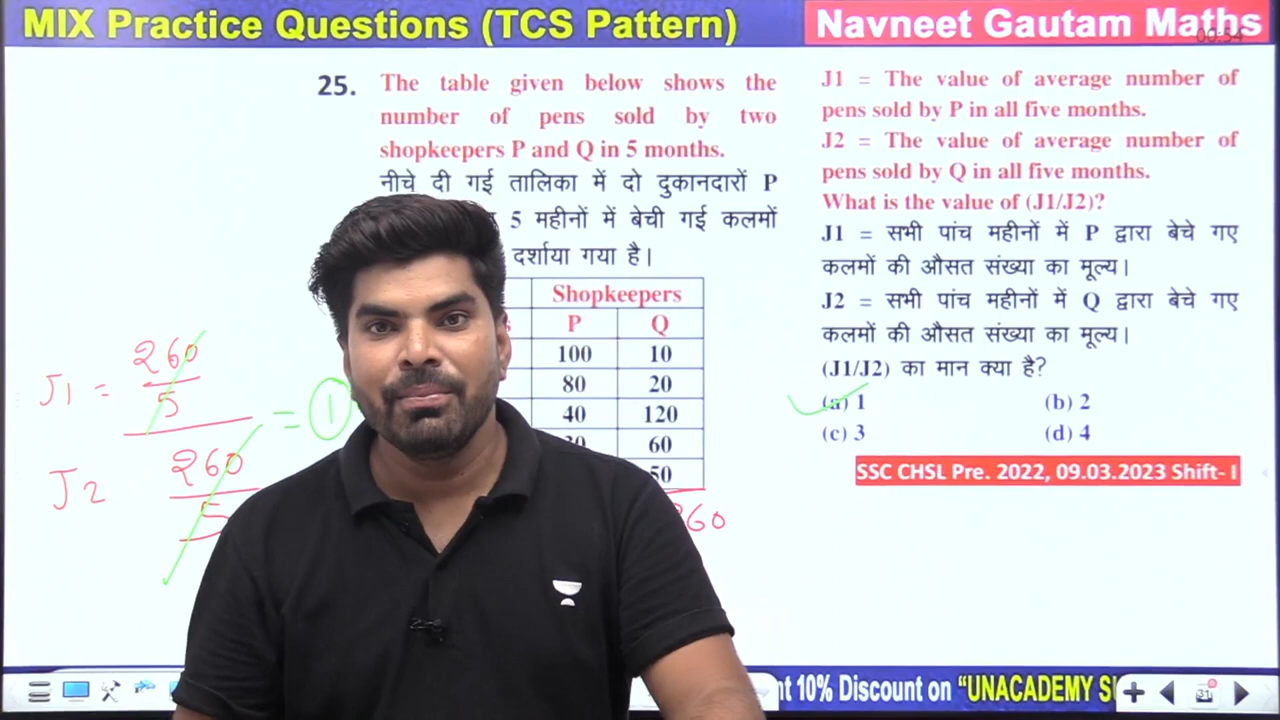 MIX Practice Questions (TCS Pattern)
Navneet Gautam Maths
25. The table given below shows the
number of pens sold by two
shopkeepers P and Q in 5 months.
नीचे दी गई तालिका में दो दुकानदारों P
5 महीनों में बेची गई कलमों
दर्शाया गया है।
Shopkeepers
P Q
100 10
80 20
40 120
60
50
260
J1 = 260
5
= 1
J2 260
5
J1 = The value of average number of
pens sold by P in all five months.
J2 = The value of average number of
pens sold by Q in all five months.
What is the value of (J1/J2)?
J1 = सभी पांच महीनों में P द्वारा बेचे गए
कलमों की औसत संख्या का मूल्य।
J2 = सभी पांच महीनों में Q द्वारा बेचे गए
कलमों की औसत संख्या का मूल्य।
(J1/J2) का मान क्या है?
(a) 1 (b) 2
(c) 3 (d) 4
SSC CHSL Pre. 2022, 09.03.2023 Shift- I
10% Discount on "UNACADEMY
31